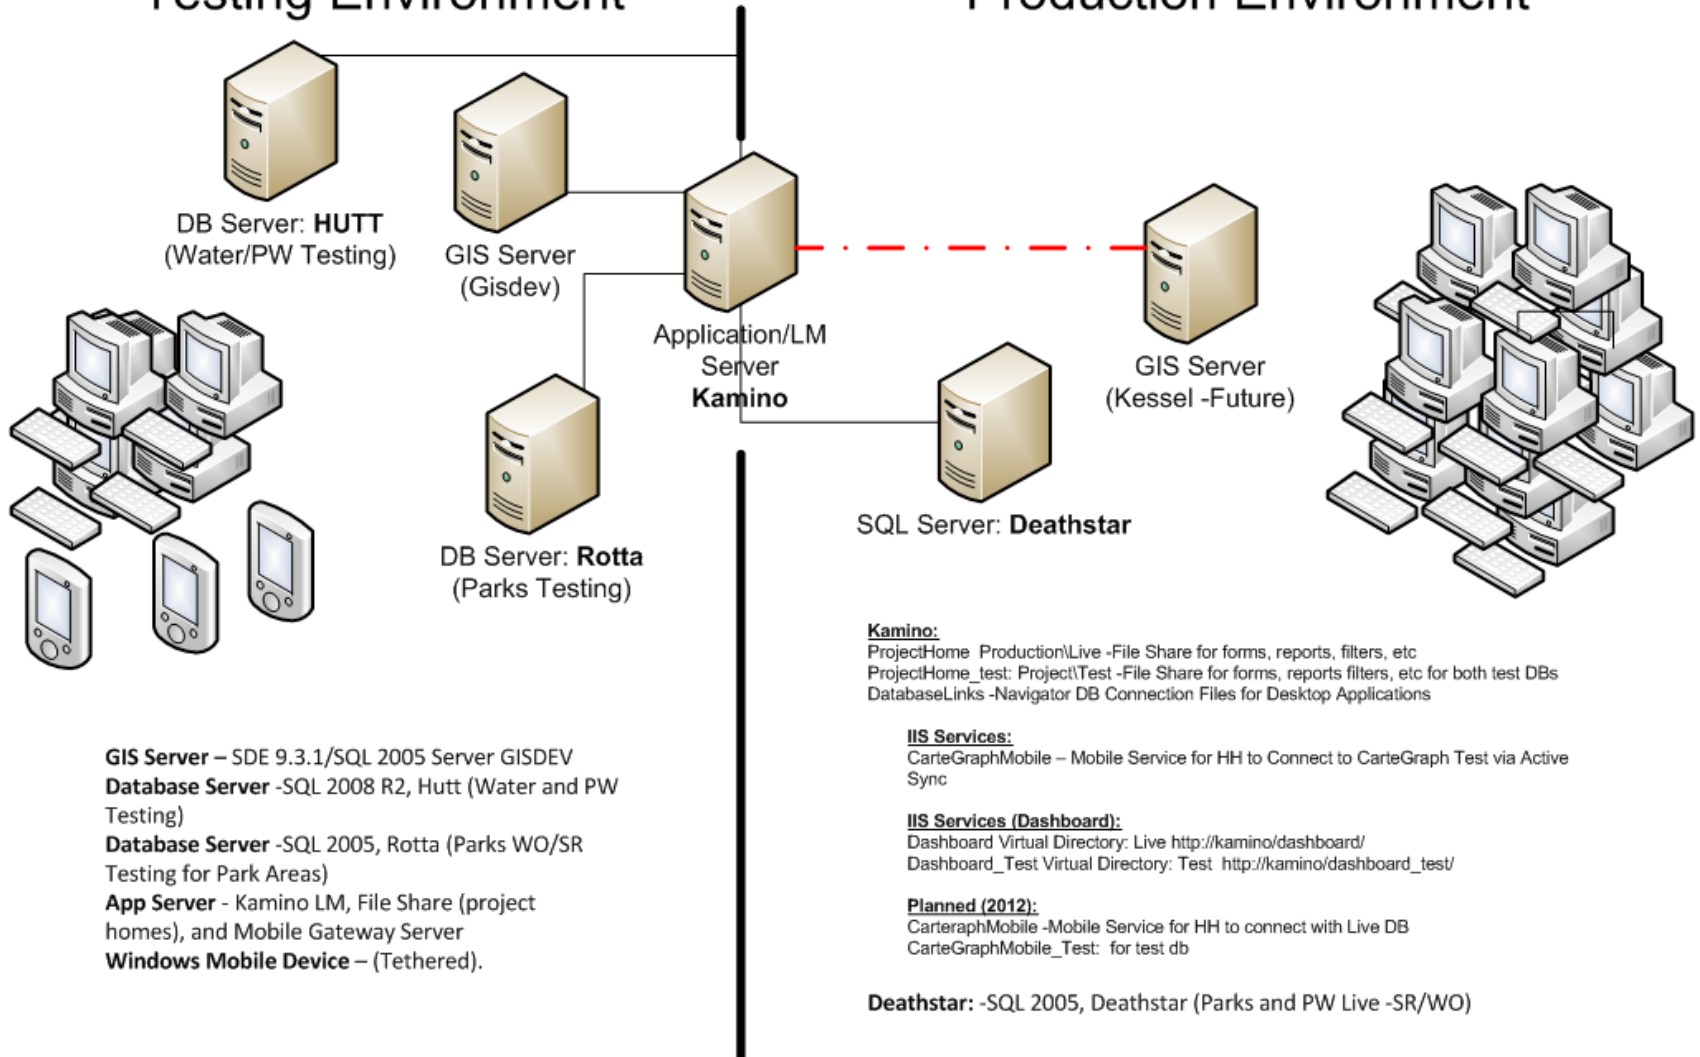 Testing Environment
Production Environment
DB Server: HUTT
(Water/PW Testing)
GIS Server
(Gisdev)
Application/LM
Server
Kamino
GIS Server
(Kessel -Future)
DB Server: Rotta
(Parks Testing)
SQL Server: Deathstar
GIS Server – SDE 9.3.1/SQL 2005 Server GISDEV
Database Server -SQL 2008 R2, Hutt (Water and PW
Testing)
Database Server -SQL 2005, Rotta (Parks WO/SR
Testing for Park Areas)
App Server - Kamino LM, File Share (project
homes), and Mobile Gateway Server
Windows Mobile Device – (Tethered).
Kamino:
ProjectHome  Production\Live -File Share for forms, reports, filters, etc
ProjectHome_test: Project\Test -File Share for forms, reports filters, etc for both test DBs
DatabaseLinks -Navigator DB Connection Files for Desktop Applications
IIS Services:
CarteGraphMobile – Mobile Service for HH to Connect to CarteGraph Test via Active
Sync
IIS Services (Dashboard):
Dashboard Virtual Directory: Live http://kamino/dashboard/
Dashboard_Test Virtual Directory: Test  http://kamino/dashboard_test/
Planned (2012):
CarteraphMobile -Mobile Service for HH to connect with Live DB
CarteGraphMobile_Test:  for test db
Deathstar: -SQL 2005, Deathstar (Parks and PW Live -SR/WO)